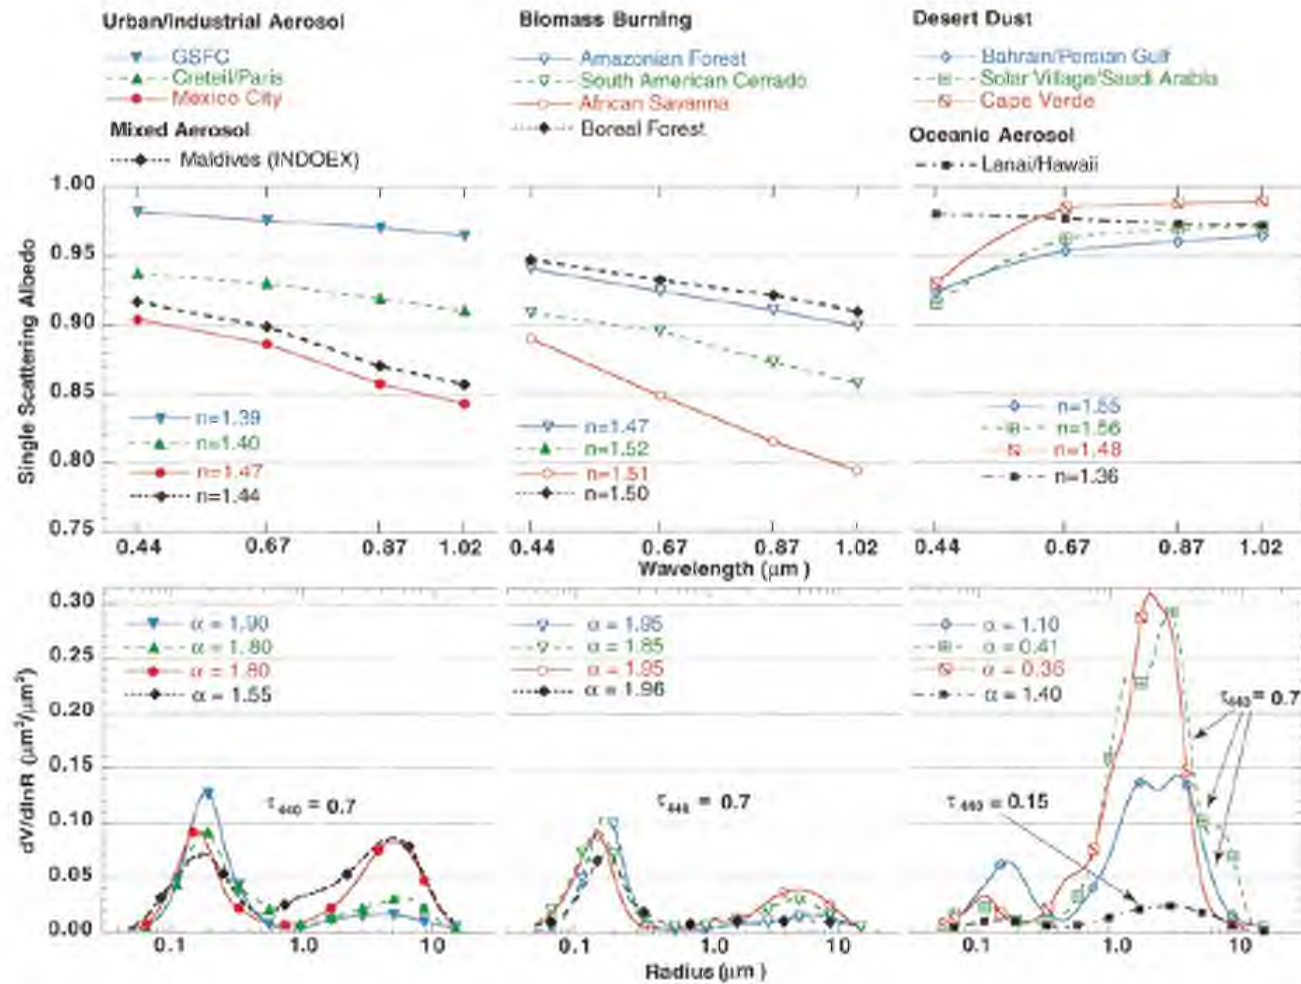 Urban/Industrial Aerosol
GSFC
Creteil/Paris
Mexico City
Mixed Aerosol
Maldives (INDOEX)
Biomass Burning
Amazonian Forest
South American Cerrado
African Savanna
Boreal Forest
Desert Dust
Bahrain/Persian Gulf
Solar Village/Saudi Arabia
Cape Verde
Oceanic Aerosol
Lanai/Hawaii
Single Scattering Albedo
1.00
0.95
0.90
0.85
0.80
0.75
n=1.39
n=1.40
n=1.47
n=1.44
n=1.47
n=1.52
n=1.51
n=1.50
n=1.55
n=1.56
n=1.48
n=1.36
0.44 0.67 0.87 1.02
0.44 0.67 0.87 1.02
0.44 0.67 0.87 1.02
Wavelength (μm )
dV/dlnR (μm³/μm²)
0.30
0.25
0.20
0.15
0.10
0.05
0.00
α = 1.90
α = 1.80
α = 1.80
α = 1.55
τ440 = 0.7
α = 1.95
α = 1.85
α = 1.95
α = 1.96
= 0.7
α = 1.10
α = 0.41
α = 0.36
α = 1.40
τ440 = 0.7
τ440 = 0.15
0.1 1.0 10
0.1 1.0 10
0.1 1.0 10
Radius (μm )